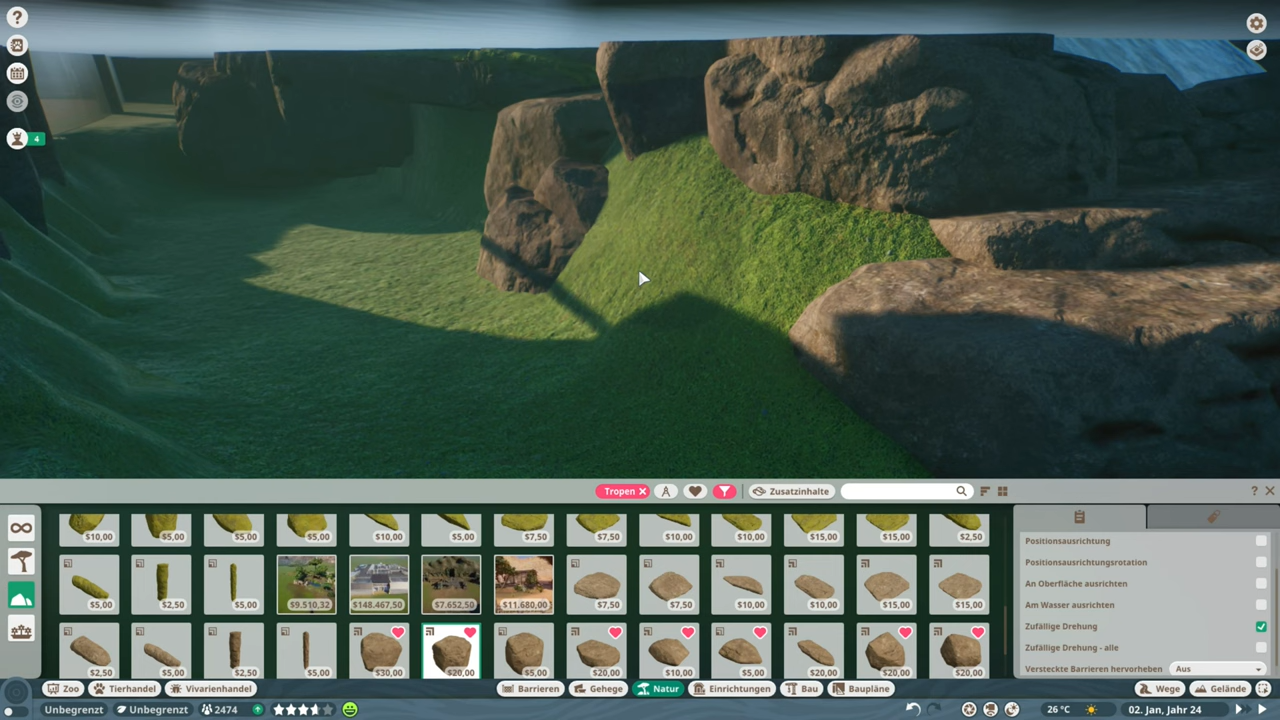 ?
4
Tropen ×
Zusatzinhalte
? ×
$10,00 $5,00 $5,00 $5,00 $10,00 $5,00 $7,50 $7,50 $10,00 $10,00 $15,00 $15,00 $2,50
$5,00 $2,50 $5,00 $9.510,32 $148.467,50 $7.652,50 $11.680,00 $7,50 $7,50 $10,00 $10,00 $15,00 $15,00
$2,50 $5,00 $2,50 $5,00 $30,00 $20,00 $5,00 $20,00 $10,00 $5,00 $20,00 $20,00 $20,00
Positionsausrichtung
Positionsausrichtungsrotation
An Oberfläche ausrichten
Am Wasser ausrichten
Zufällige Drehung
Zufällige Drehung - alle
Versteckte Barrieren hervorheben Aus
Zoo Tierhandel Vivarienhandel Barrieren Gehege Natur Einrichtungen Bau Baupläne Wege Gelände
Unbegrenzt Unbegrenzt 2474 26 °C 02. Jan, Jahr 24